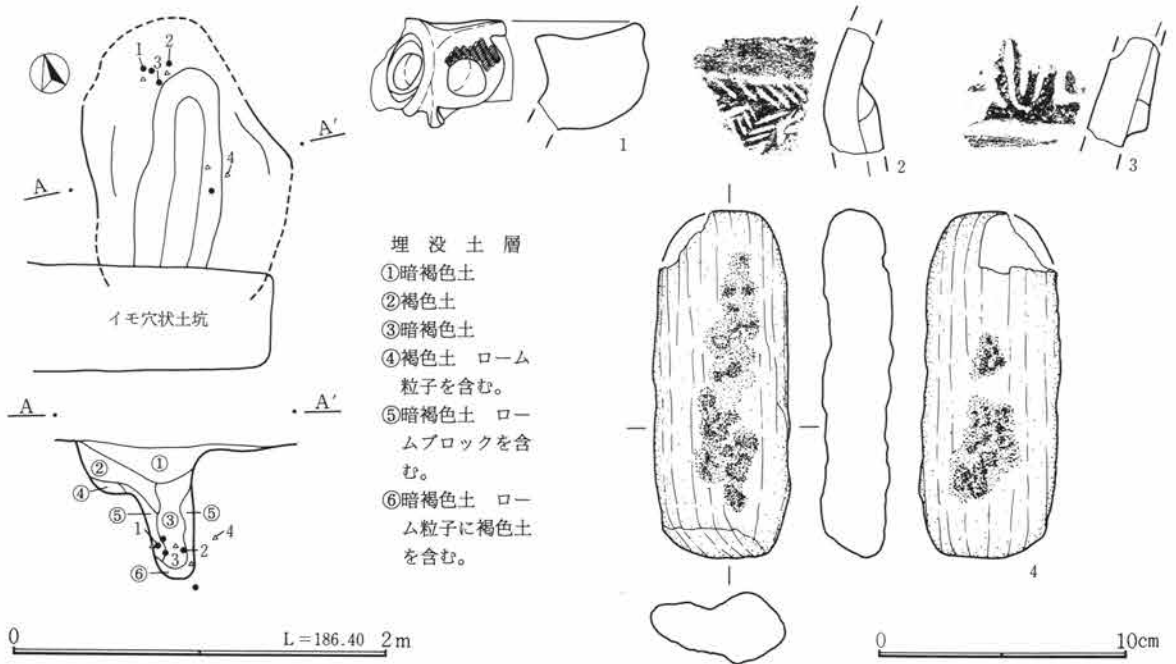 1
2
3
4
A
A′
イモ穴状土坑
A
A′
①
②
③
④
⑤
⑤
⑥
1
2
3
4
0
L=186.40
2m
埋没土層
①暗褐色土
②褐色土
③暗褐色土
④褐色土 ローム
粒子を含む。
⑤暗褐色土 ロー
ムブロックを含
む。
⑥暗褐色土 ロー
ム粒子に褐色土
を含む。
1
2
3
4
0
10cm